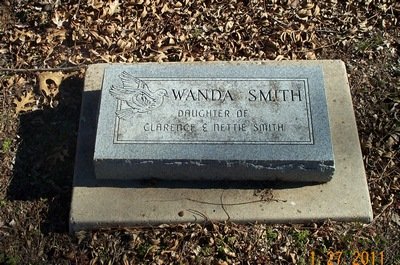 WANDA SMITH
DAUGHTER OF
CLARENCE & NETTIE SMITH
1.27.2011